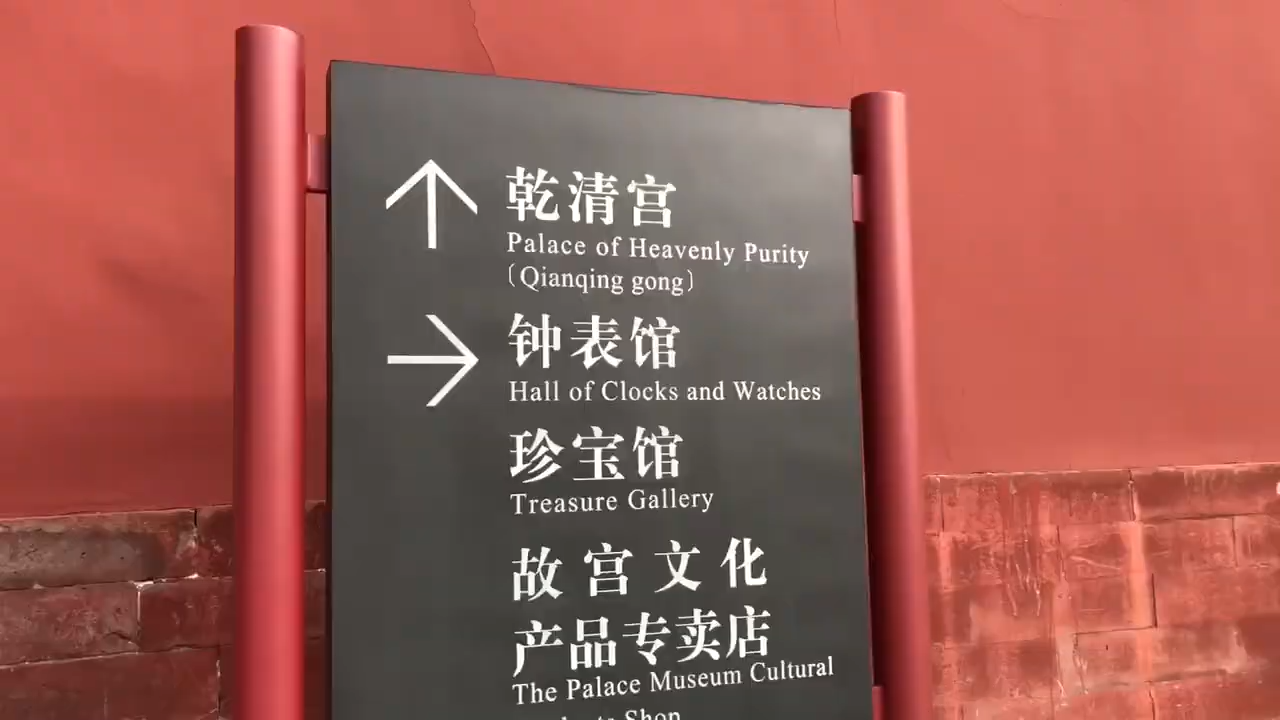 乾清宫
Palace of Heavenly Purity
(Qianqing gong)
钟表馆
Hall of Clocks and Watches
珍宝馆
Treasure Gallery
故宫文化
产品专卖店
The Palace Museum Cultural
Shop